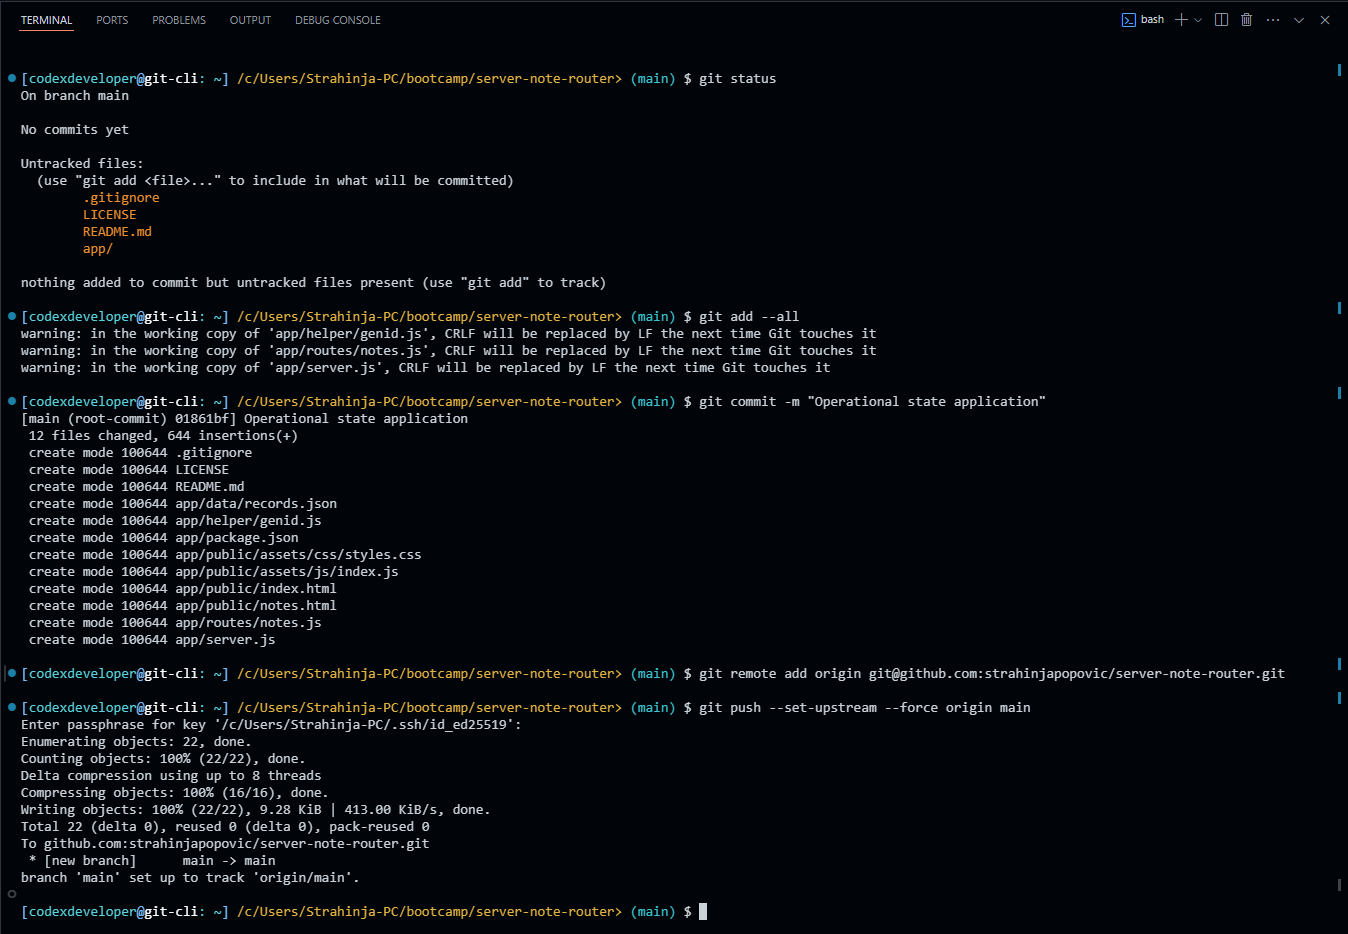 TERMINAL PORTS PROBLEMS OUTPUT DEBUG CONSOLE bash
[codexdeveloper@git-cli: ~] /c/Users/Strahinja-PC/bootcamp/server-note-router> (main) $ git status
On branch main
No commits yet
Untracked files:
(use "git add <file>..." to include in what will be committed)
.gitignore
LICENSE
README.md
app/
nothing added to commit but untracked files present (use "git add" to track)
[codexdeveloper@git-cli: ~] /c/Users/Strahinja-PC/bootcamp/server-note-router> (main) $ git add --all
warning: in the working copy of 'app/helper/genid.js', CRLF will be replaced by LF the next time Git touches it
warning: in the working copy of 'app/routes/notes.js', CRLF will be replaced by LF the next time Git touches it
warning: in the working copy of 'app/server.js', CRLF will be replaced by LF the next time Git touches it
[codexdeveloper@git-cli: ~] /c/Users/Strahinja-PC/bootcamp/server-note-router> (main) $ git commit -m "Operational state application"
[main (root-commit) 01861bf] Operational state application
12 files changed, 644 insertions(+)
create mode 100644 .gitignore
create mode 100644 LICENSE
create mode 100644 README.md
create mode 100644 app/data/records.json
create mode 100644 app/helper/genid.js
create mode 100644 app/package.json
create mode 100644 app/public/assets/css/styles.css
create mode 100644 app/public/assets/js/index.js
create mode 100644 app/public/index.html
create mode 100644 app/public/notes.html
create mode 100644 app/routes/notes.js
create mode 100644 app/server.js
[codexdeveloper@git-cli: ~] /c/Users/Strahinja-PC/bootcamp/server-note-router> (main) $ git remote add origin git@github.com:strahinjapopovic/server-note-router.git
[codexdeveloper@git-cli: ~] /c/Users/Strahinja-PC/bootcamp/server-note-router> (main) $ git push --set-upstream --force origin main
Enter passphrase for key '/c/Users/Strahinja-PC/.ssh/id_ed25519':
Enumerating objects: 22, done.
Counting objects: 100% (22/22), done.
Delta compression using up to 8 threads
Compressing objects: 100% (16/16), done.
Writing objects: 100% (22/22), 9.28 KiB | 413.00 KiB/s, done.
Total 22 (delta 0), reused 0 (delta 0), pack-reused 0
To github.com:strahinjapopovic/server-note-router.git
* [new branch]      main -> main
branch 'main' set up to track 'origin/main'.
[codexdeveloper@git-cli: ~] /c/Users/Strahinja-PC/bootcamp/server-note-router> (main) $